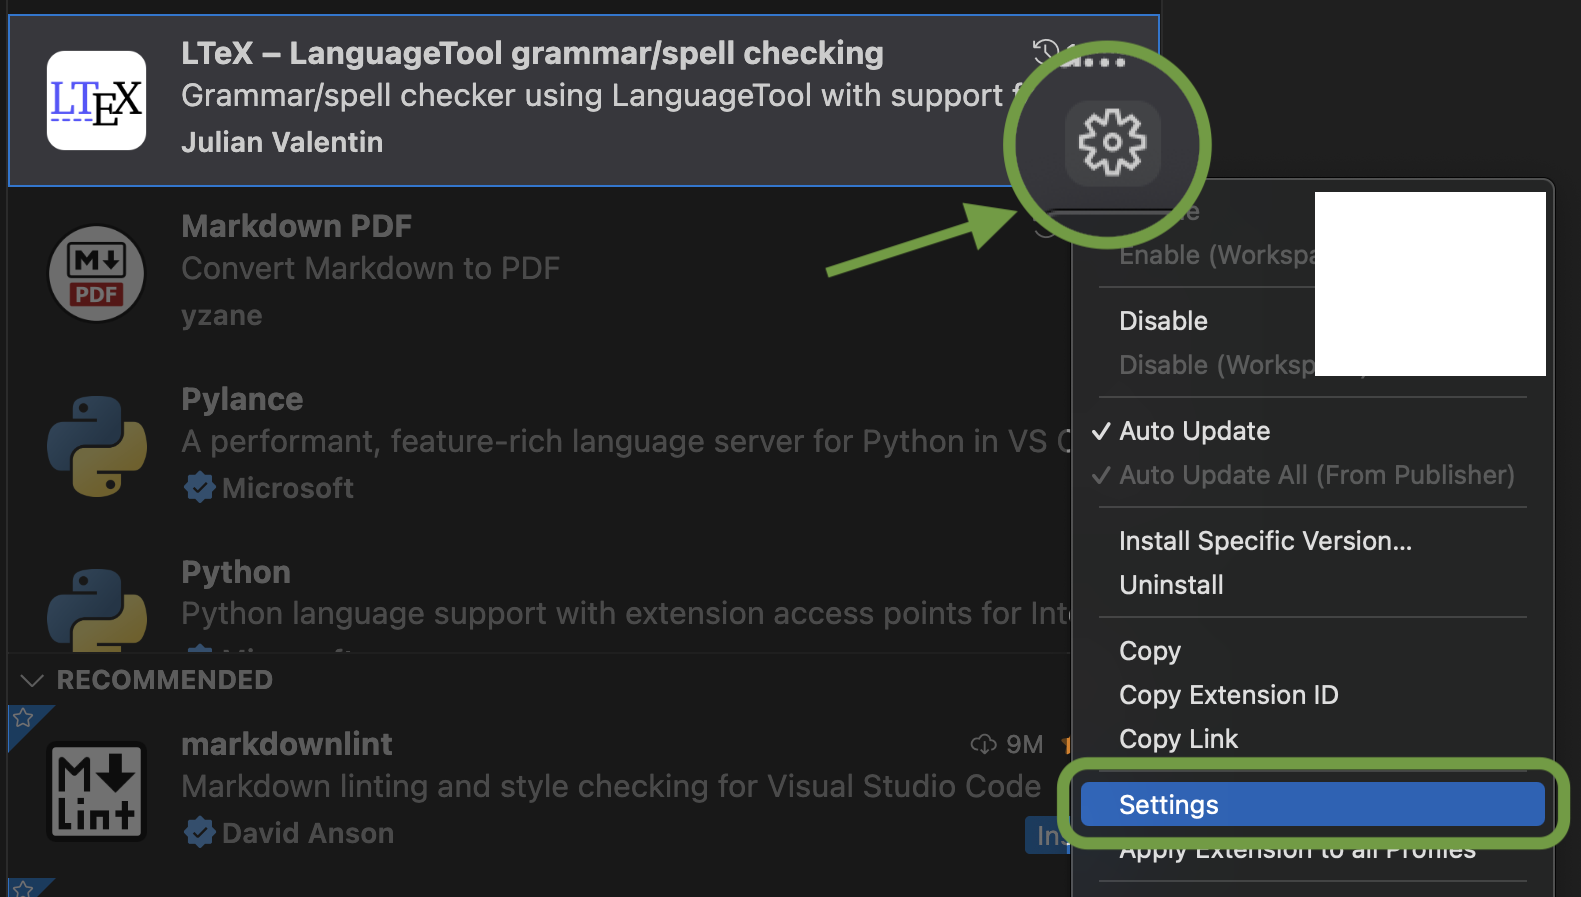 LTeX – LanguageTool grammar/spell checking
LTEX
Grammar/spell checker using LanguageTool with support
Julian Valentin
Markdown PDF
M
PDF
Convert Markdown to PDF
yzane
Pylance
A performant, feature-rich language server for Python in VS
Microsoft
Python
Python language support with extension access points for
RECOMMENDED
markdownlint
9M
M
lint
Markdown linting and style checking for Visual Studio Code
David Anson
Enable
Disable
Disable
✓ Auto Update
✓ Auto Update All (From Publisher)
Install Specific Version...
Uninstall
Copy
Copy Extension ID
Copy Link
Settings
Apply Extension to all Profiles